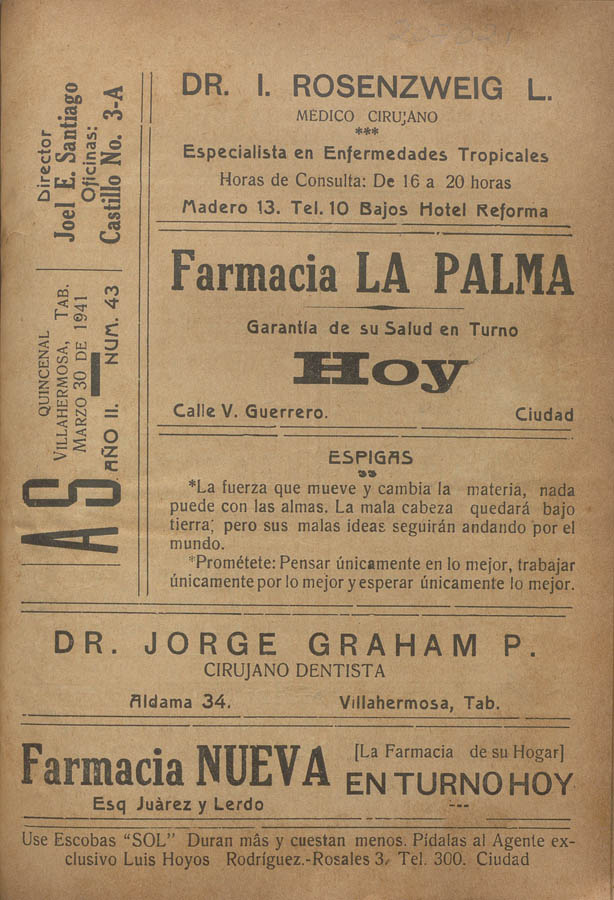 AS
QUINCENAL
VILLAHERMOSA, TAB.
MARZO 30 DE 1941
AÑO II. NUM. 43
Director
Joel E. Santiago
Oficinas:
Castillo No. 3-A
DR. I. ROSENZWEIG L.
MEDICO CIRUJANO
***
Especialista en Enfermedades Tropicales
Horas de Consulta: De 16 a 20 horas
Madero 13. Tel. 10 Bajos Hotel Reforma
Farmacia LA PALMA
Garantía de su Salud en Turno
Hoy
Calle V. Guerrero. Ciudad
ESPIGAS
*La fuerza que mueve y cambia la materia, nada
puede con las almas. La mala cabeza quedará bajo
tierra; pero sus malas ideas seguirán andando por el
mundo.
*Prométete: Pensar únicamente en lo mejor, trabajar
únicamente por lo mejor y esperar únicamente lo mejor.
DR. JORGE GRAHAM P.
CIRUJANO DENTISTA
Aldama 34. Villahermosa, Tab.
Farmacia NUEVA
Esq Juàrez y Lerdo
[La Farmacia de su Hogar]
EN TURNO HOY
---
Use Escobas "SOL" Duran màs y cuestan menos. Pídalas al Agente ex-
clusivo Luis Hoyos Rodríguez.-Rosales 3. Tel. 300. Ciudad